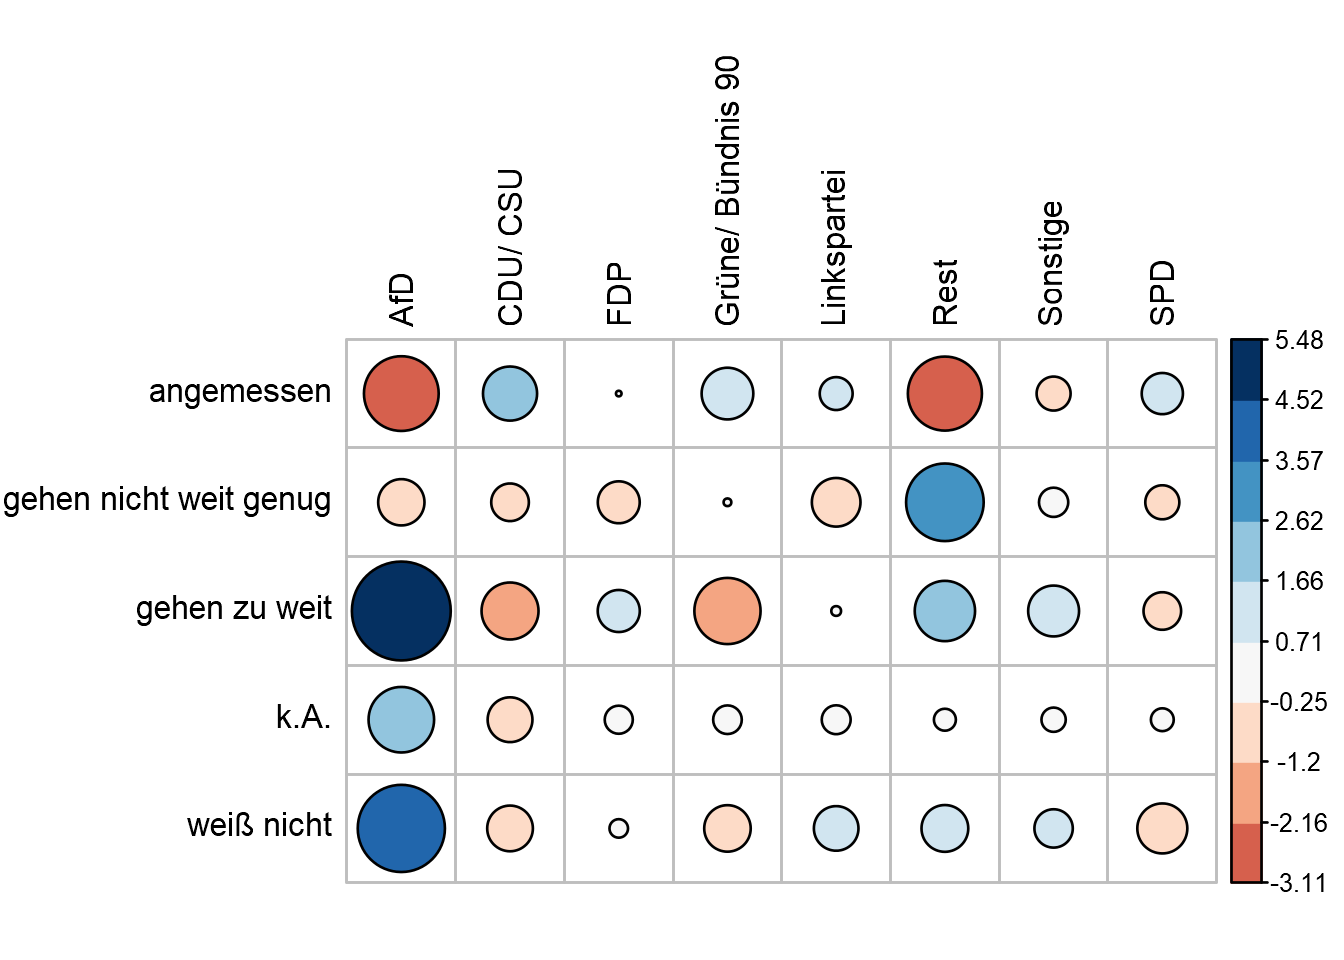 AfD
CDU/ CSU
FDP
Grüne/ Bündnis 90
Linkspartei
Rest
Sonstige
SPD
angemessen
gehen nicht weit genug
gehen zu weit
k.A.
weiß nicht
5.48
4.52
3.57
2.62
1.66
0.71
-0.25
-1.2
-2.16
-3.11